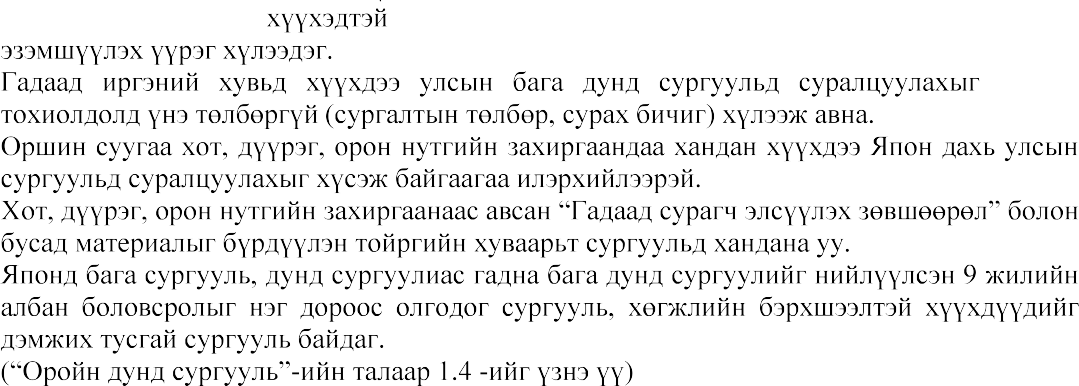 хүүхэдтэй
эзэмшүүлэх үүрэг хүлээдэг.
Гадаад иргэний хувьд хүүхдээ улсын бага дунд сургуульд суралцуулахыг
тохиолдолд үнэ төлбөргүй (сургалтын төлбөр, сурах бичиг) хүлээж авна.
Оршин суугаа хот, дүүрэг, орон нутгийн захиргаандаа хандан хүүхдээ Япон дахь улсын
сургуульд суралцуулахыг хүсэж байгаагаа илэрхийлээрэй.
Хот, дүүрэг, орон нутгийн захиргаанаас авсан “Гадаад сурагч элсүүлэх зөвшөөрөл” болон
бусад материалыг бүрдүүлэн тойргийн хуваарьт сургуульд хандана уу.
Японд бага сургууль, дунд сургуулиас гадна бага дунд сургуулийг нийлүүлсэн 9 жилийн
албан боловсролыг нэг дороос олгодог сургууль, хөгжлийн бэрхшээлтэй хүүхдүүдийг
дэмжих тусгай сургууль байдаг.
(“Оройн дунд сургууль”-ийн талаар 1.4 -ийг үзнэ үү)